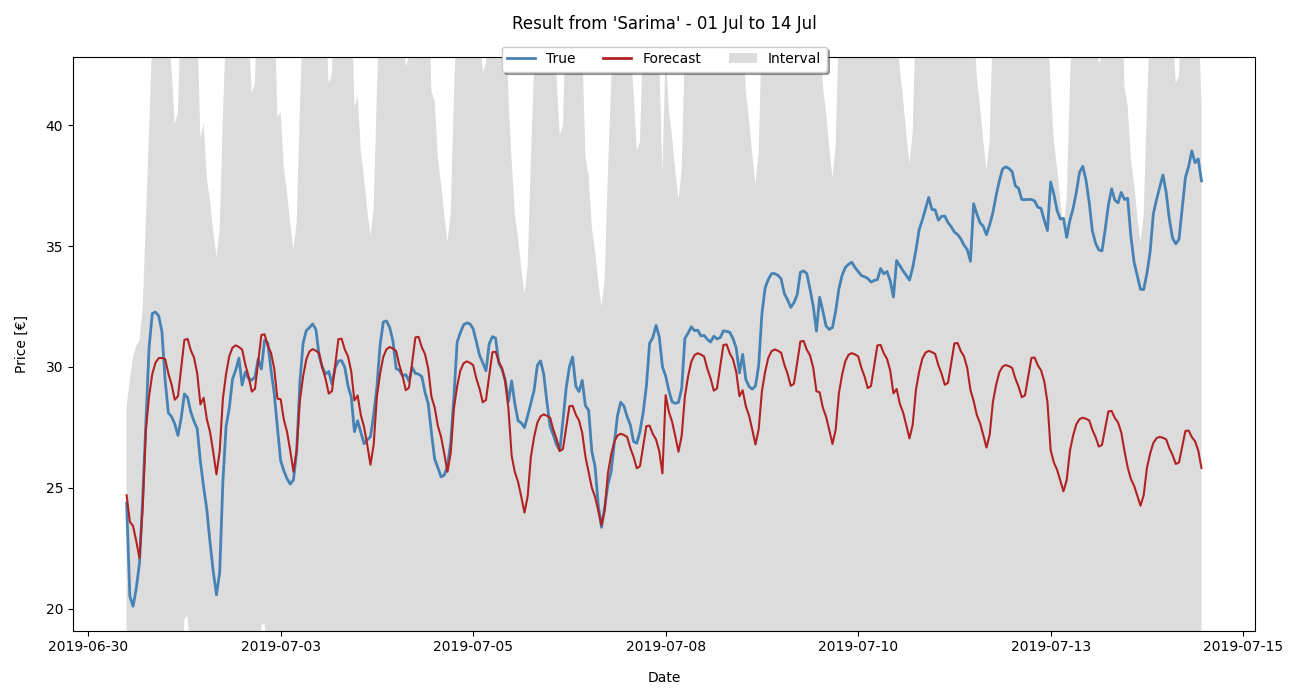 Result from 'Sarima' - 01 Jul to 14 Jul
True Forecast Interval
Price [€]
40
35
30
25
20
2019-06-30 2019-07-03 2019-07-05 2019-07-08 2019-07-10 2019-07-13 2019-07-15
Date